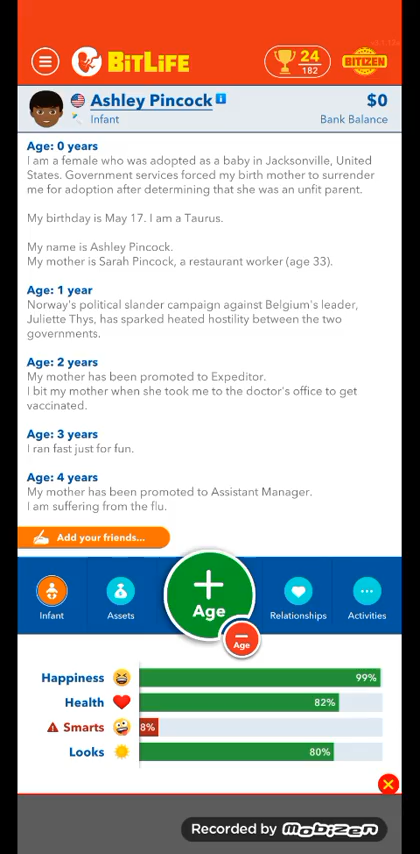 BitLife
24
182
BITIZEN
Ashley Pincock
$0
Infant
Bank Balance
Age: 0 years
I am a female who was adopted as a baby in Jacksonville, United
States. Government services forced my birth mother to surrender
me for adoption after determining that she was an unfit parent.
My birthday is May 17. I am a Taurus.
My name is Ashley Pincock.
My mother is Sarah Pincock, a restaurant worker (age 33).
Age: 1 year
Norway's political slander campaign against Belgium's leader,
Juliette Thys, has sparked heated hostility between the two
governments.
Age: 2 years
My mother has been promoted to Expeditor.
I bit my mother when she took me to the doctor's office to get
vaccinated.
Age: 3 years
I ran fast just for fun.
Age: 4 years
My mother has been promoted to Assistant Manager.
I am suffering from the flu.
Add your friends...
Infant
Assets
Age
Relationships
Activities
Age
Happiness 99%
Health 82%
Smarts 8%
Looks 80%
Recorded by mobizen